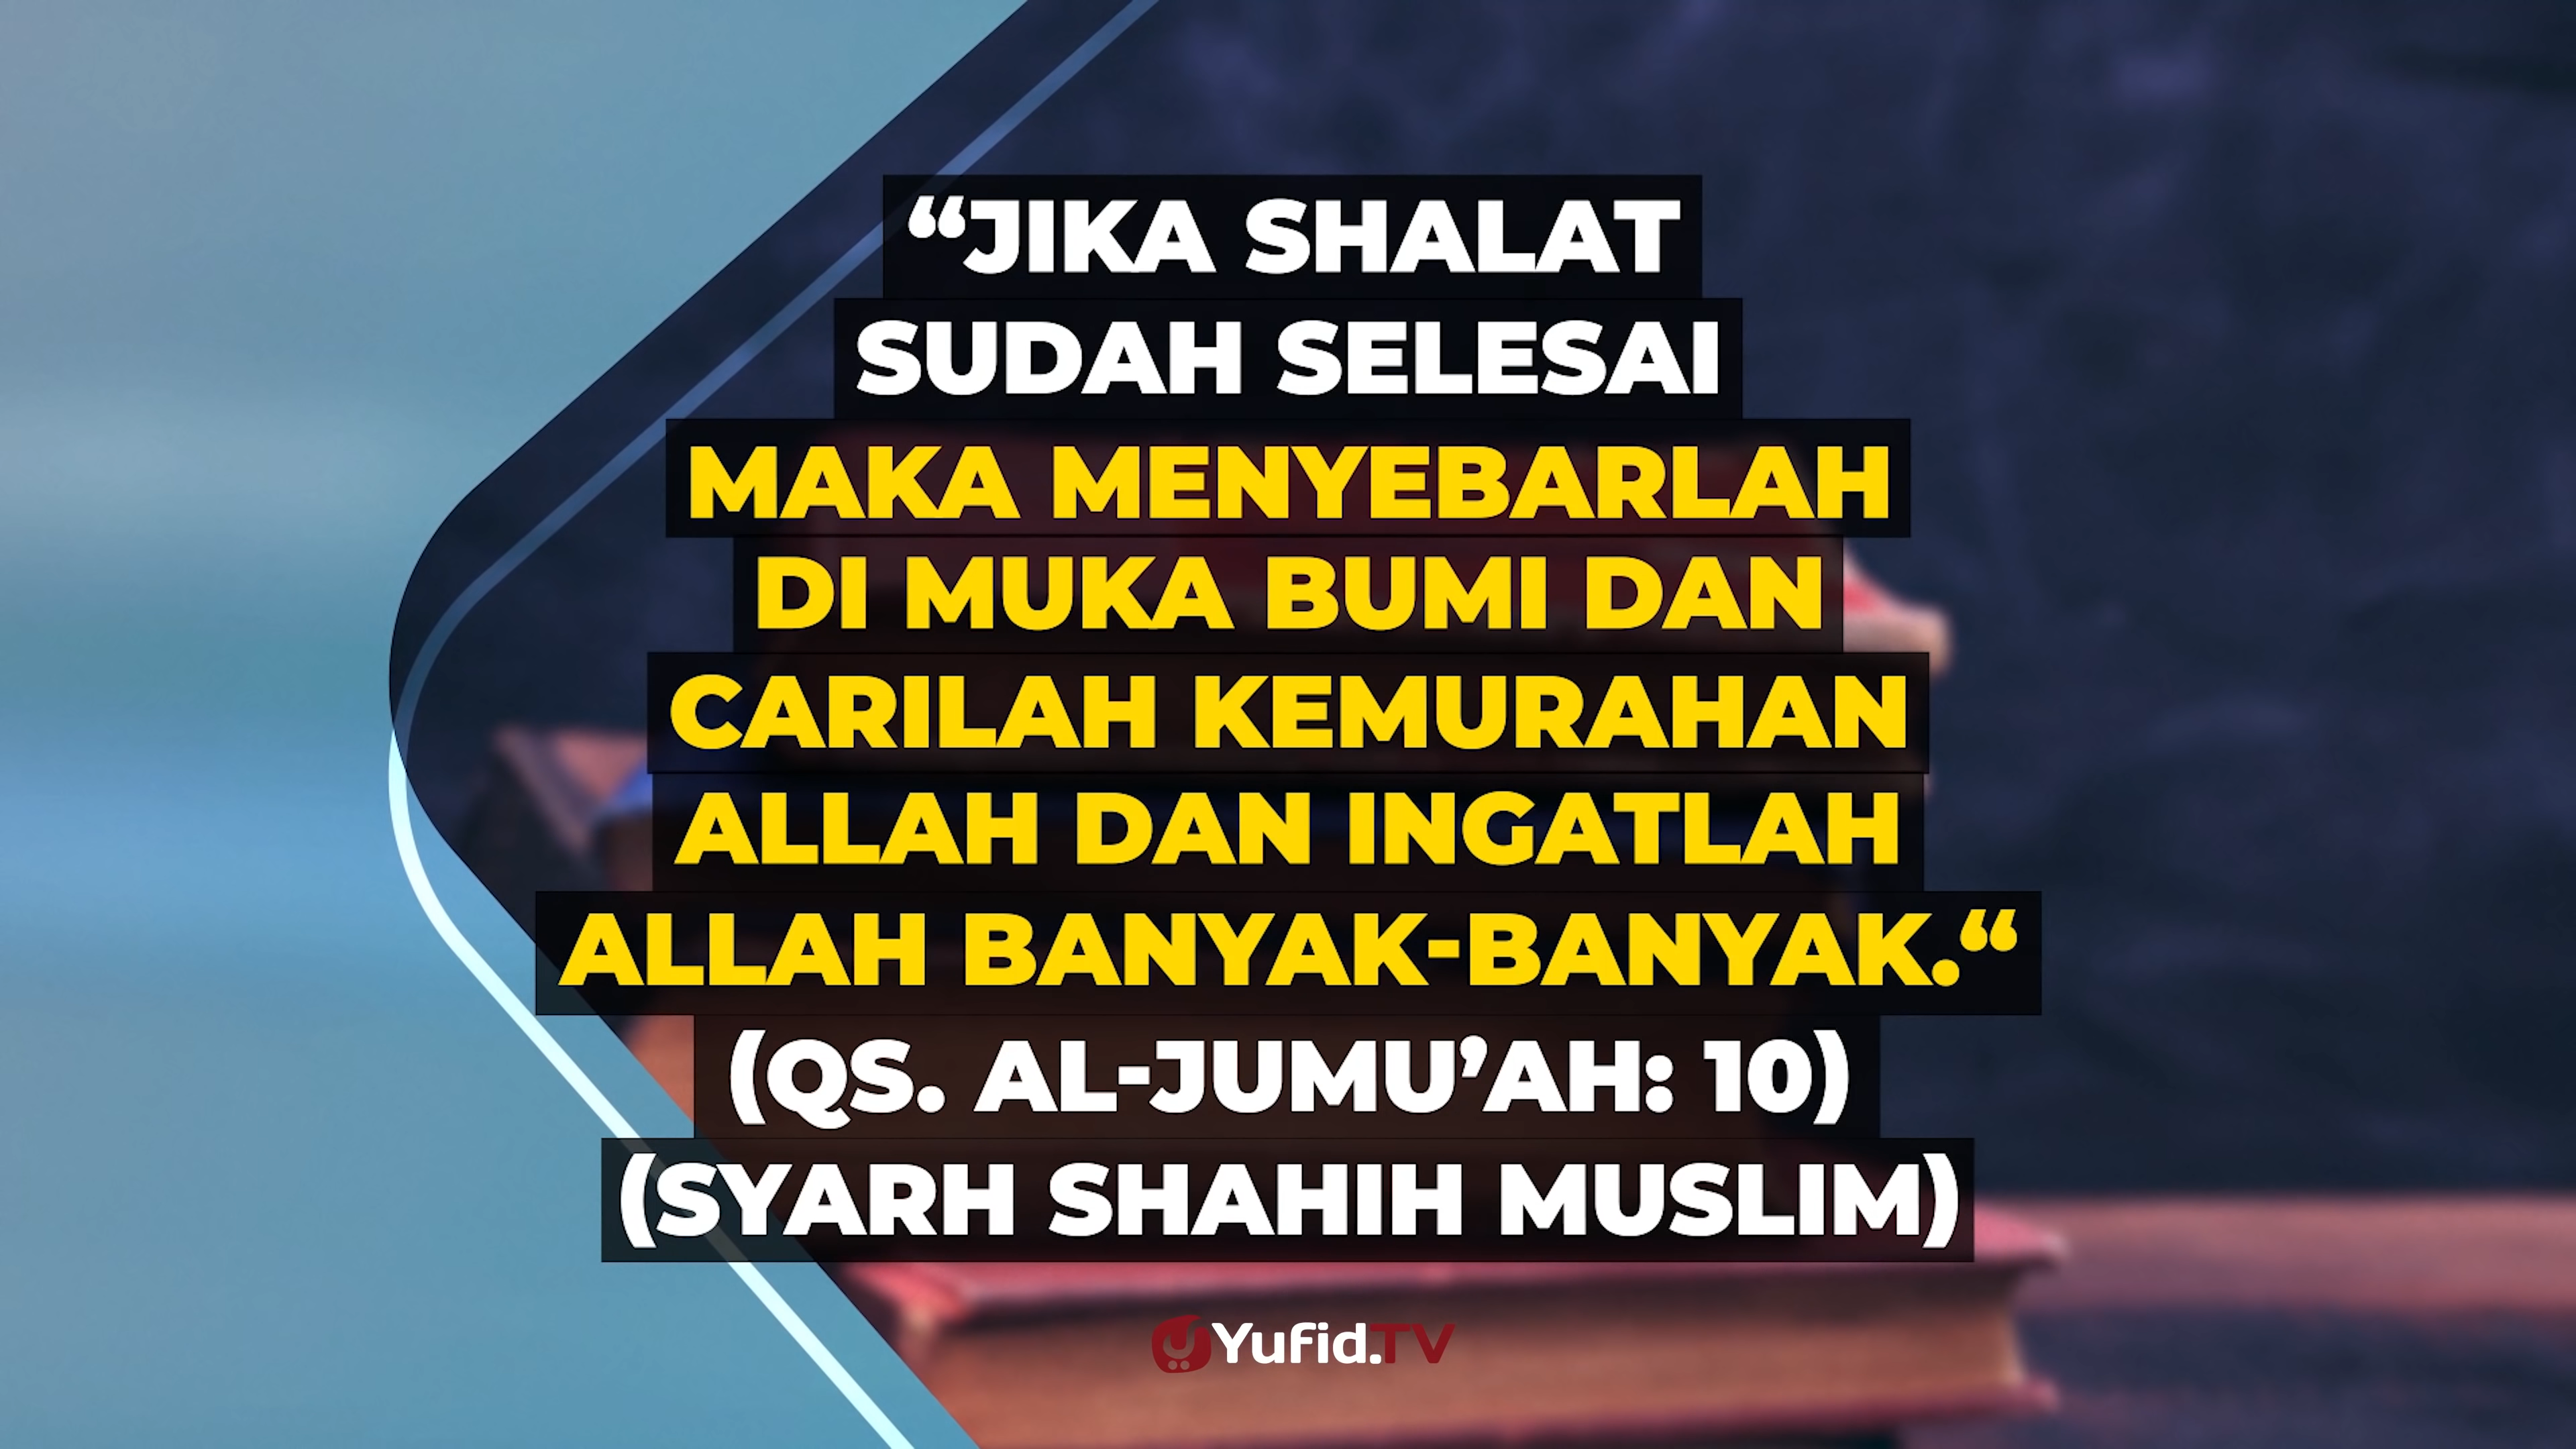 “JIKA SHALAT
SUDAH SELESAI
MAKA MENYEBARLAH
DI MUKA BUMI DAN
CARILAH KEMURAHAN
ALLAH DAN INGATLAH
ALLAH BANYAK-BANYAK.“
(QS. AL-JUMU’AH: 10)
(SYARH SHAHIH MUSLIM)
Yufid.TV